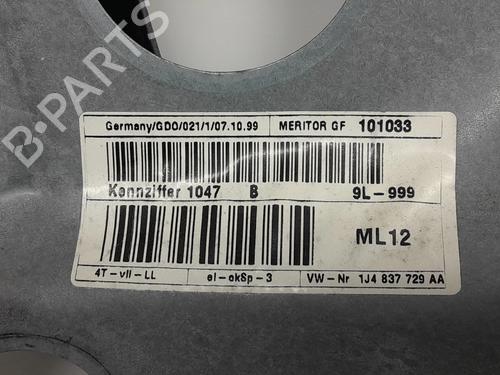 B-PARTS
Germany/GDO/021/1/07.10.99 MERITOR GF 101033
Kennziffer 1047 B 9L-999
ML12
4T-vll-LL el-okSp-3 VW-Nr 1J4 837 729 AA